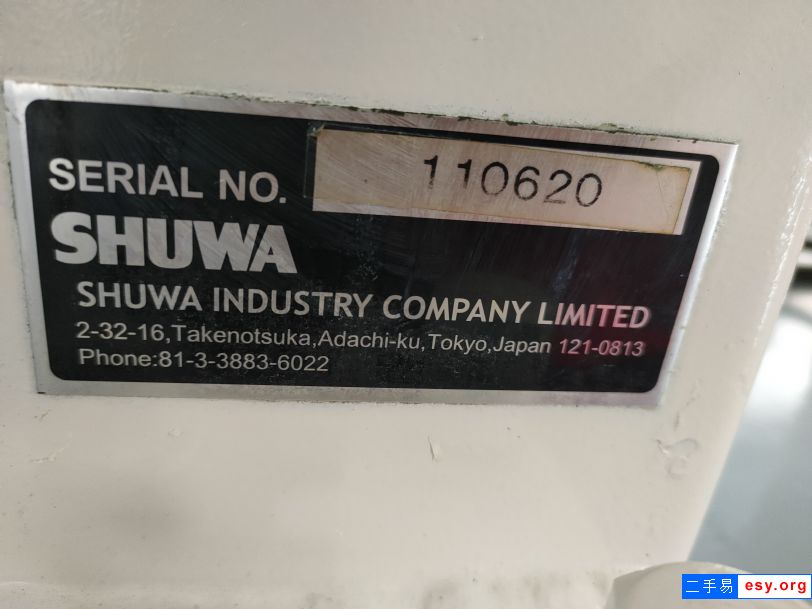 SERIAL NO. 110620
SHUWA
SHUWA INDUSTRY COMPANY LIMITED
2-32-16,Takenotsuka,Adachi-ku,Tokyo,Japan 121-0813
Phone:81-3-3883-6022
二手易 esy.org